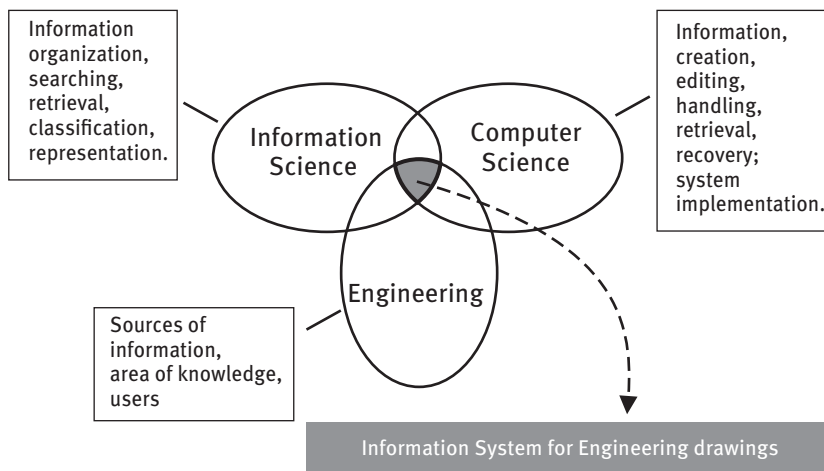 Information
organization,
searching,
retrieval,
classification,
representation.
Information
Science
Computer
Science
Information,
creation,
editing,
handling,
retrieval,
recovery;
system
implementation.
Engineering
Sources of
information,
area of knowledge,
users
Information System for Engineering drawings